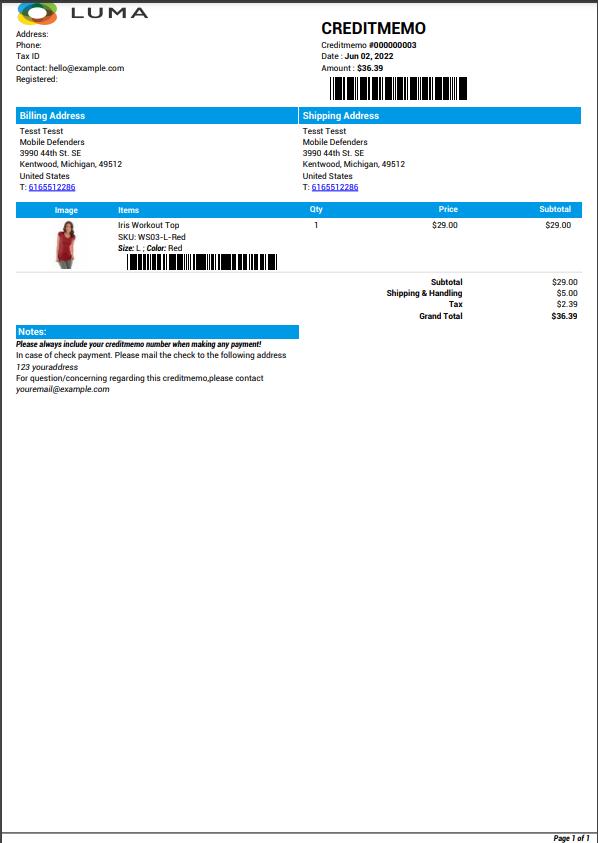 LUMA
Address:
Phone:
Tax ID
Contact: hello@example.com
Registered:
CREDITMEMO
Creditmemo #000000003
Date : Jun 02, 2022
Amount : $36.39
Billing Address
Tesst Tesst
Mobile Defenders
3990 44th St. SE
Kentwood, Michigan, 49512
United States
T: 6165512286
Shipping Address
Tesst Tesst
Mobile Defenders
3990 44th St. SE
Kentwood, Michigan, 49512
United States
T: 6165512286
Image Items Qty Price Subtotal
Iris Workout Top 1 $29.00 $29.00
SKU: WS03-L-Red
Size: L ; Color: Red
Subtotal $29.00
Shipping & Handling $5.00
Tax $2.39
Grand Total $36.39
Notes:
Please always include your creditmemo number when making any payment!
In case of check payment. Please mail the check to the following address
123 youraddress
For question/concerning regarding this creditmemo,please contact
youremail@example.com
Page 1 of 1